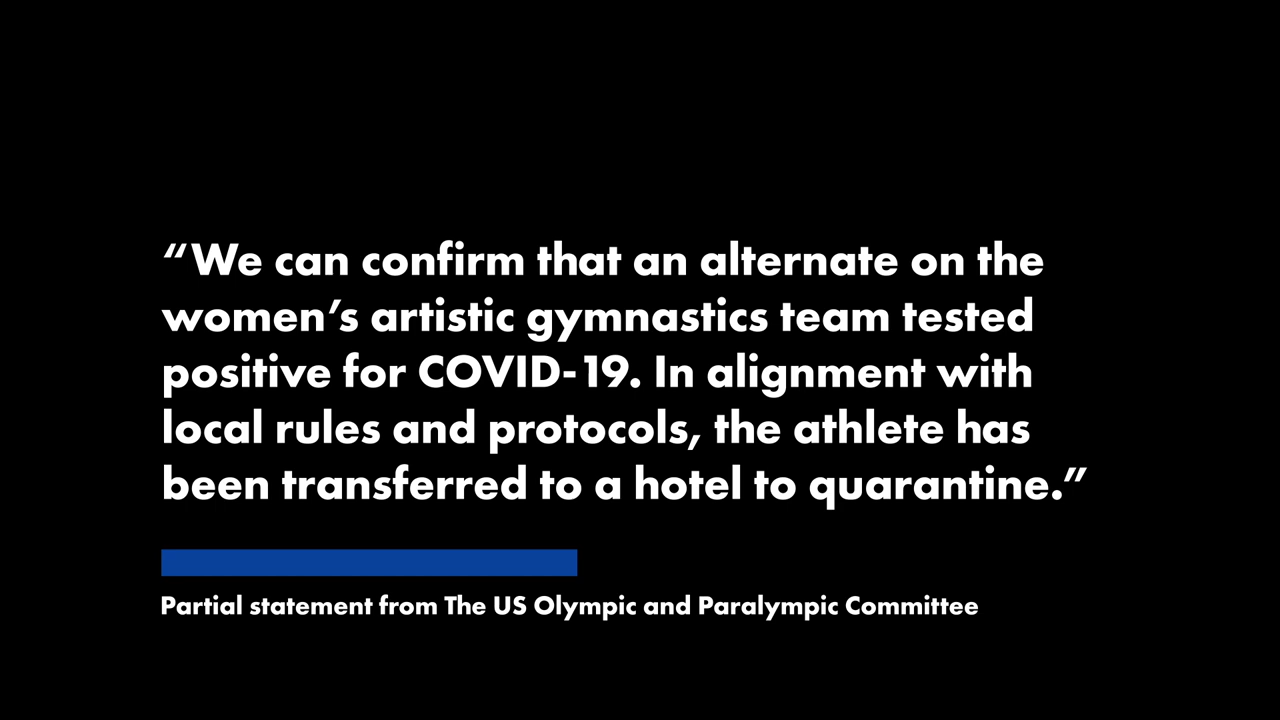 “We can confirm that an alternate on the
women’s artistic gymnastics team tested
positive for COVID-19. In alignment with
local rules and protocols, the athlete has
been transferred to a hotel to quarantine.”
Partial statement from The US Olympic and Paralympic Committee